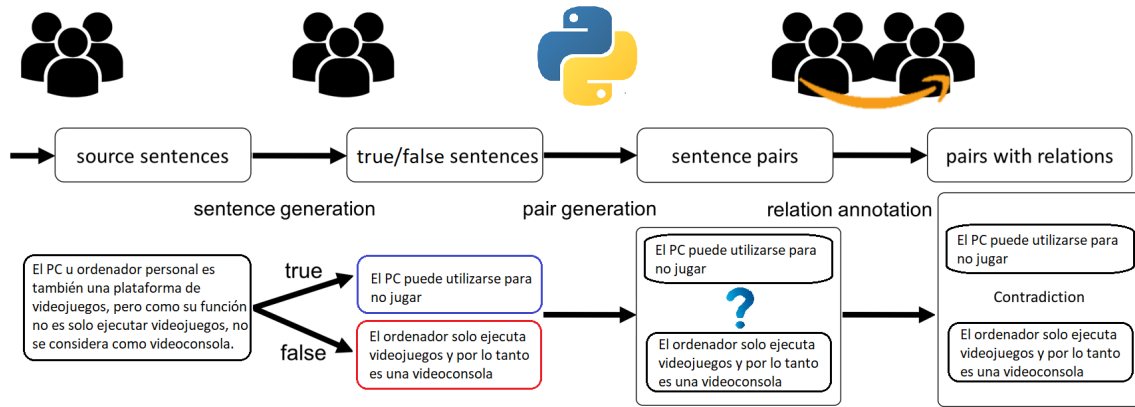 source sentences
true/false sentences
sentence pairs
pairs with relations
sentence generation
pair generation
relation annotation
El PC u ordenador personal es
también una plataforma de
videojuegos, pero como su función
no es solo ejecutar videojuegos, no
se considera como videoconsola.
true
false
El PC puede utilizarse para
no jugar
El ordenador solo ejecuta
videojuegos y por lo tanto
es una videoconsola
El PC puede utilizarse para
no jugar
?
El ordenador solo ejecuta
videojuegos y por lo tanto
es una videoconsola
El PC puede utilizarse para
no jugar
Contradiction
El ordenador solo ejecuta
videojuegos y por lo tanto
es una videoconsola